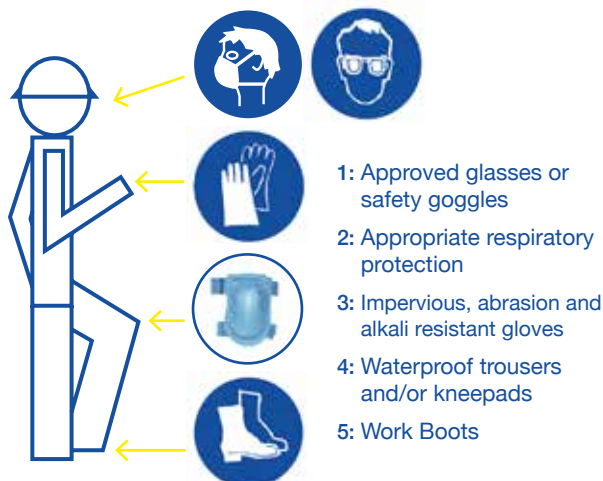 1: Approved glasses or
safety goggles
2: Appropriate respiratory
protection
3: Impervious, abrasion and
alkali resistant gloves
4: Waterproof trousers
and/or kneepads
5: Work Boots